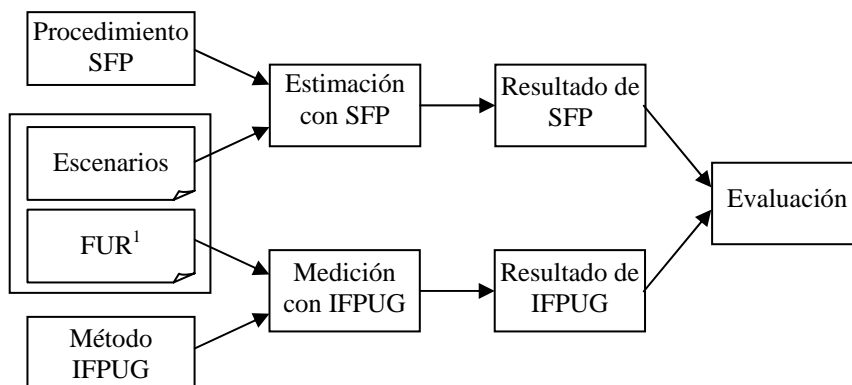 Procedimiento
SFP
Estimación
con SFP
Resultado de
SFP
Escenarios
Evaluación
FUR¹
Medición
con IFPUG
Resultado de
IFPUG
Método
IFPUG